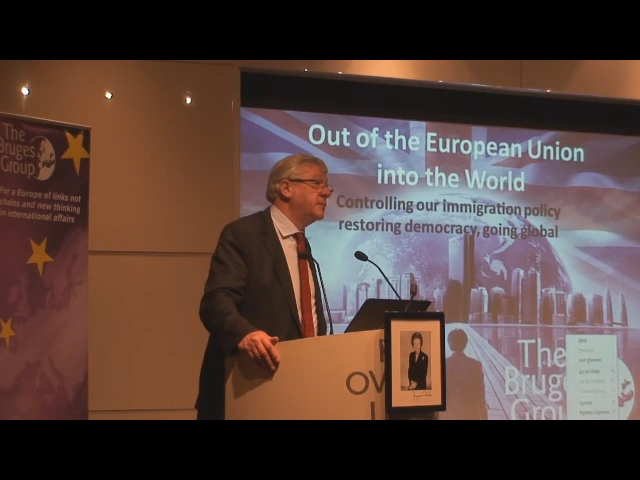 The
Bruges
Group
For a Europe of links not
chains and new thinking
in international affairs
Out of the European Union
into the World
Controlling our immigration policy
restoring democracy, going global
The
Bruges
Group